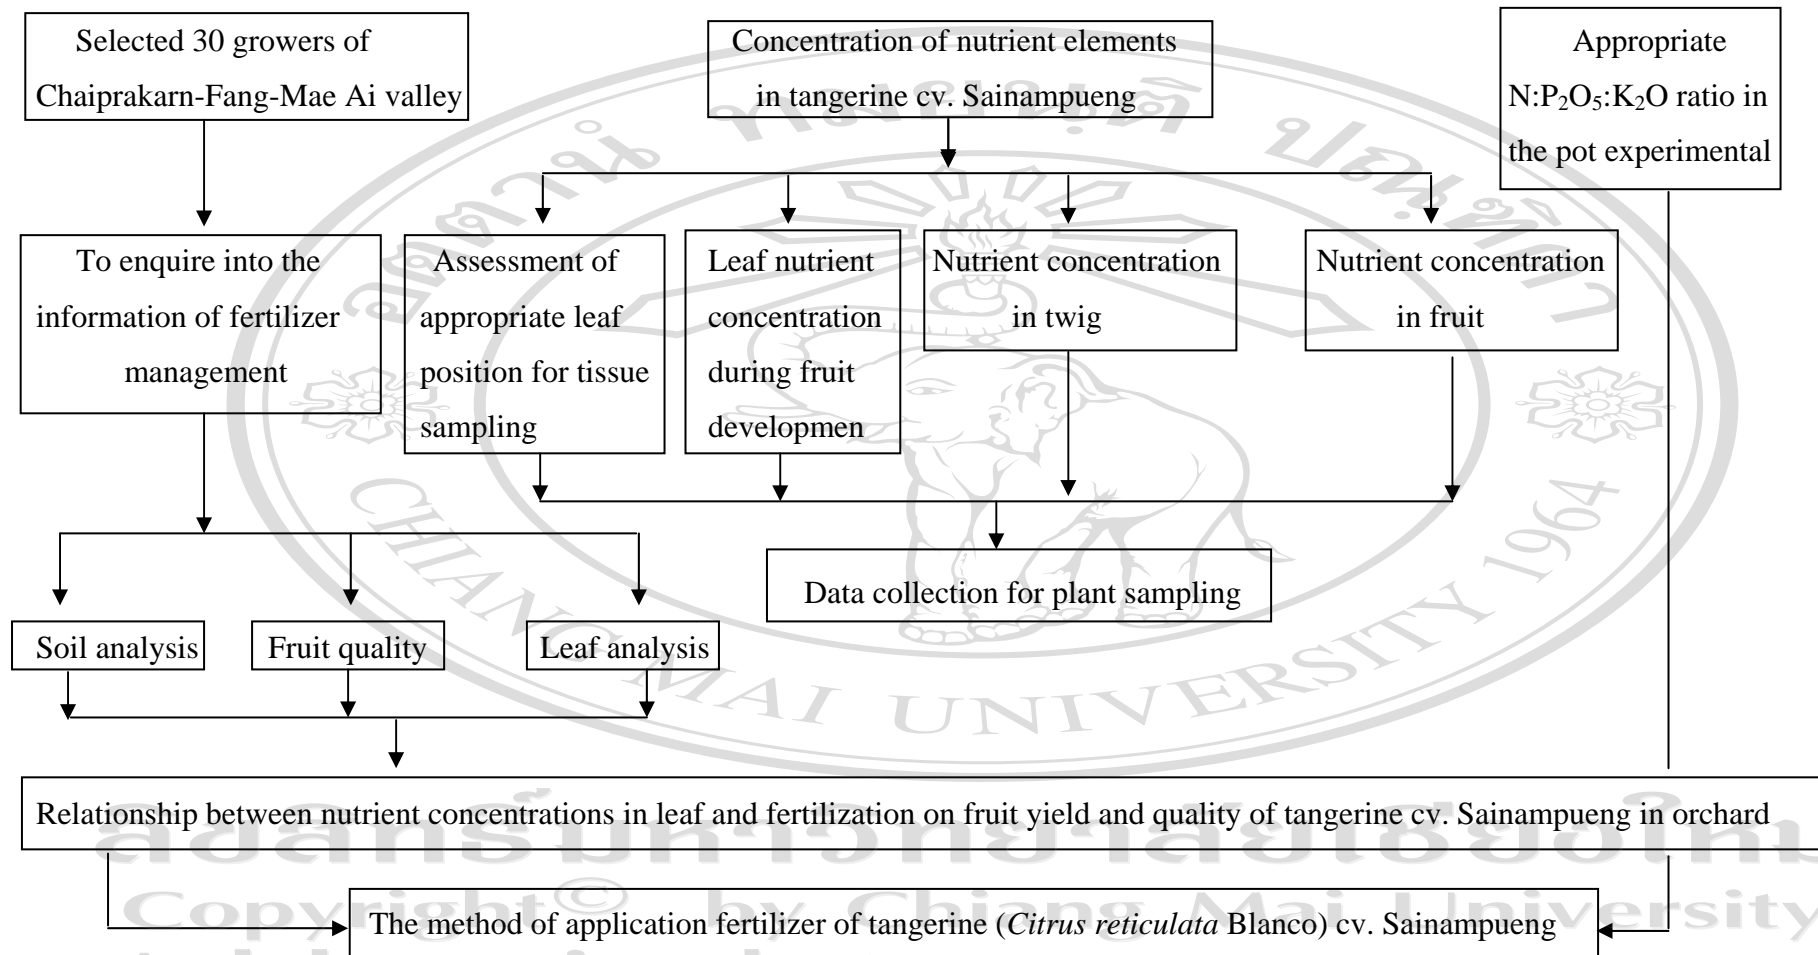 Selected 30 growers of
Chaiprakarn-Fang-Mae Ai valley
Concentration of nutrient elements
in tangerine cv. Sainampueng
Appropriate
N:P₂O₅:K₂O ratio in
the pot experimental
To enquire into the
information of fertilizer
management
Assessment of
appropriate leaf
position for tissue
sampling
Leaf nutrient
concentration
during fruit
developmen
Nutrient concentration
in twig
Nutrient concentration
in fruit
Data collection for plant sampling
Soil analysis
Fruit quality
Leaf analysis
Relationship between nutrient concentrations in leaf and fertilization on fruit yield and quality of tangerine cv. Sainampueng in orchard
The method of application fertilizer of tangerine (Citrus reticulata Blanco) cv. Sainampueng
CHIANG MAI UNIVERSITY 1964
Copyright© by Chiang Mai University